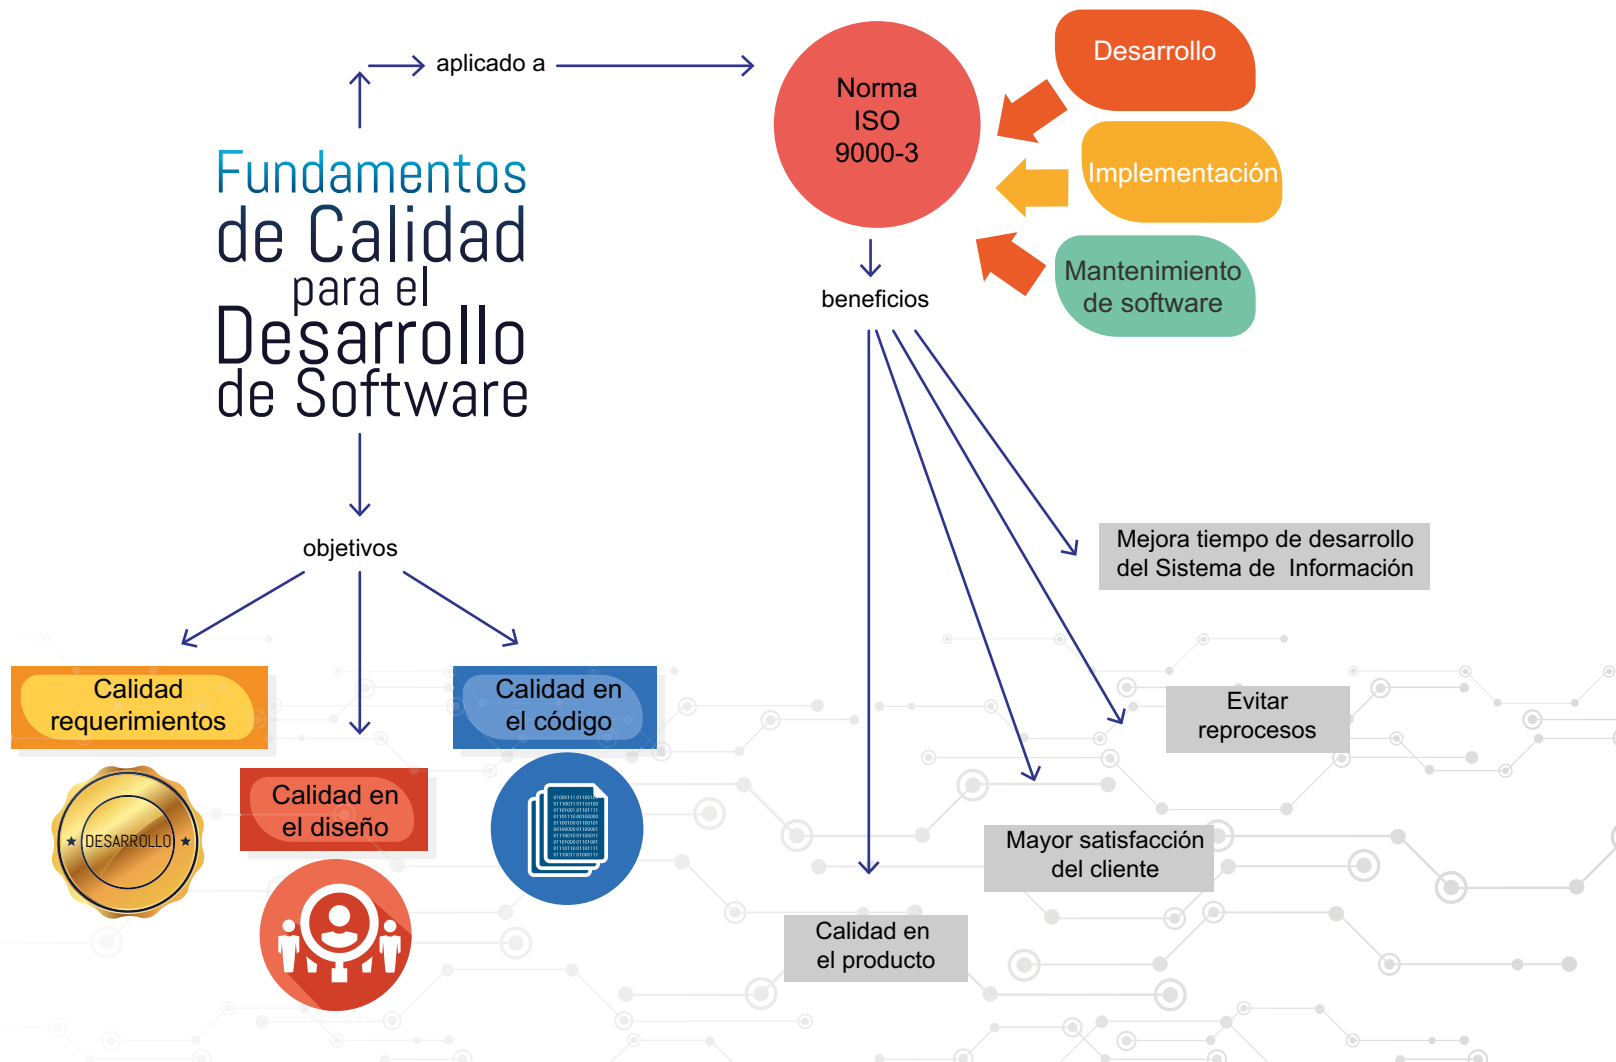 aplicado a
Norma
ISO
9000-3
Desarrollo
Implementación
Mantenimiento
de software
Fundamentos
de Calidad
para el
Desarrollo
de Software
beneficios
objetivos
Mejora tiempo de desarrollo
del Sistema de Información
Calidad
requerimientos
Calidad en
el código
Evitar
reprocesos
Calidad en
el diseño
DESARROLLO
Mayor satisfacción
del cliente
Calidad en
el producto